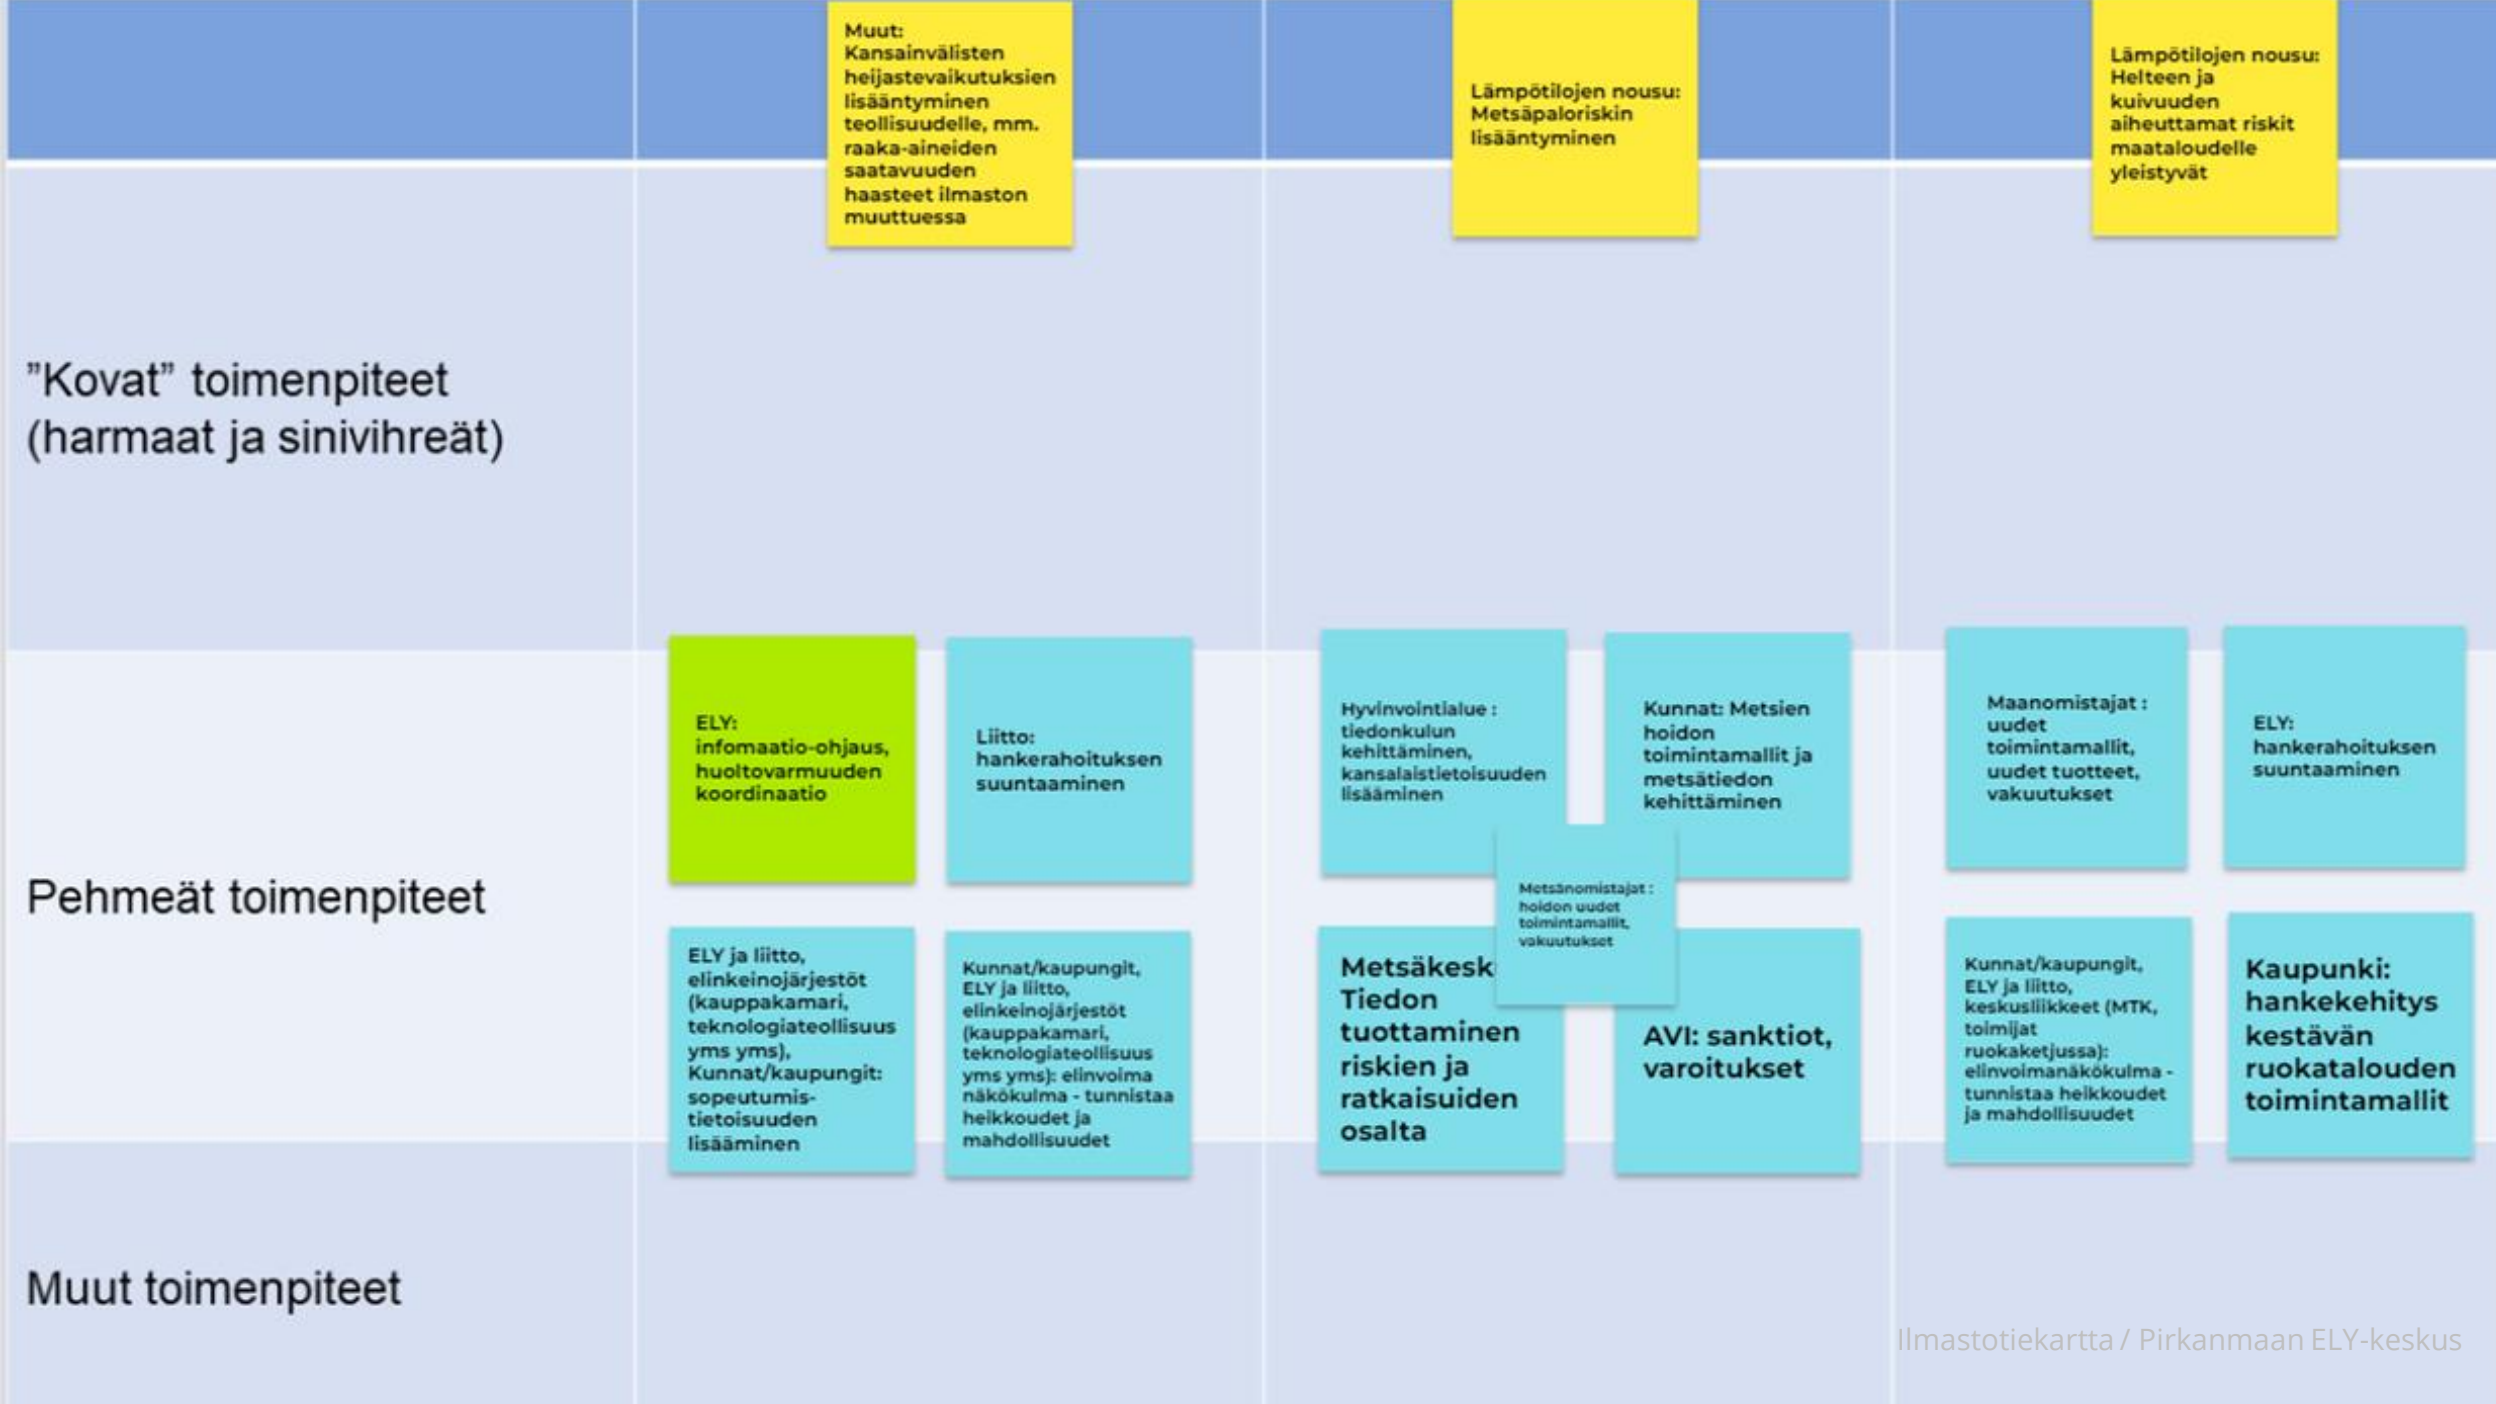 Muut:
Kansainvälisten
heijastevaikutuksien
lisääntyminen
teollisuudelle, mm.
raaka-aineiden
saatavuuden
haasteet ilmaston
muuttuessa
Lämpötilojen nousu:
Metsäpaloriskin
lisääntyminen
Lämpötilojen nousu:
Helteen ja
kuivuuden
aiheuttamat riskit
maataloudelle
yleistyvät
”Kovat” toimenpiteet
(harmaat ja sinivihreät)
Pehmeät toimenpiteet
ELY:
infomaatio-ohjaus,
huoltovarmuuden
koordinaatio
Liitto:
hankerahoituksen
suuntaaminen
ELY ja liitto,
elinkeinojärjestöt
(kauppakamari,
teknologiateollisuus
yms yms),
Kunnat/kaupungit:
sopeutumis-
tietoisuuden
lisääminen
Kunnat/kaupungit,
ELY ja liitto,
elinkeinojärjestöt
(kauppakamari,
teknologiateollisuus
yms yms): elinvoima
näkökulma - tunnistaa
heikkoudet ja
mahdollisuudet
Hyvinvointialue :
tiedonkulun
kehittäminen,
kansalaistietoisuuden
lisääminen
Kunnat: Metsien
hoidon
toimintamallit ja
metsätiedon
kehittäminen
Metsänomistajat :
hoidon uudet
toimintamallit,
vakuutukset
Metsäkesk
Tiedon
tuottaminen
riskien ja
ratkaisuiden
osalta
AVI: sanktiot,
varoitukset
Maanomistajat :
uudet
toimintamallit,
uudet tuotteet,
vakuutukset
ELY:
hankerahoituksen
suuntaaminen
Kunnat/kaupungit,
ELY ja liitto,
keskusliikkeet (MTK,
toimijat
ruokaketjussa):
elinvoimanäkökulma -
tunnistaa heikkoudet
ja mahdollisuudet
Kaupunki:
hankekehitys
kestävän
ruokatalouden
toimintamallit
Muut toimenpiteet
Ilmastotiekartta / Pirkanmaan ELY-keskus